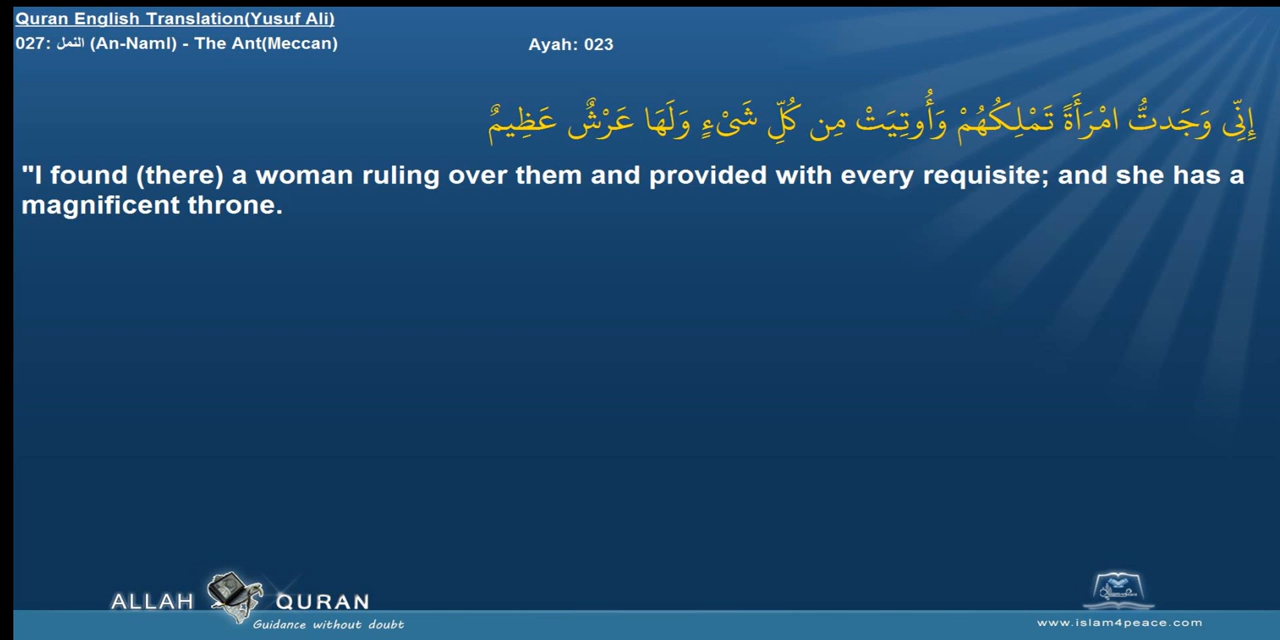 Quran English Translation(Yusuf Ali)
027: النمل (An-Naml) - The Ant(Meccan)
Ayah: 023
إِنِّى وَجَدتُّ امْرَأَةً تَمْلِكُهُمْ وَأُوتِيَتْ مِن كُلِّ شَىْءٍ وَلَهَا عَرْشٌ عَظِيمٌ
"I found (there) a woman ruling over them and provided with every requisite; and she has a
magnificent throne.
ALLAH QURAN
Guidance without doubt
www.islam4peace.com